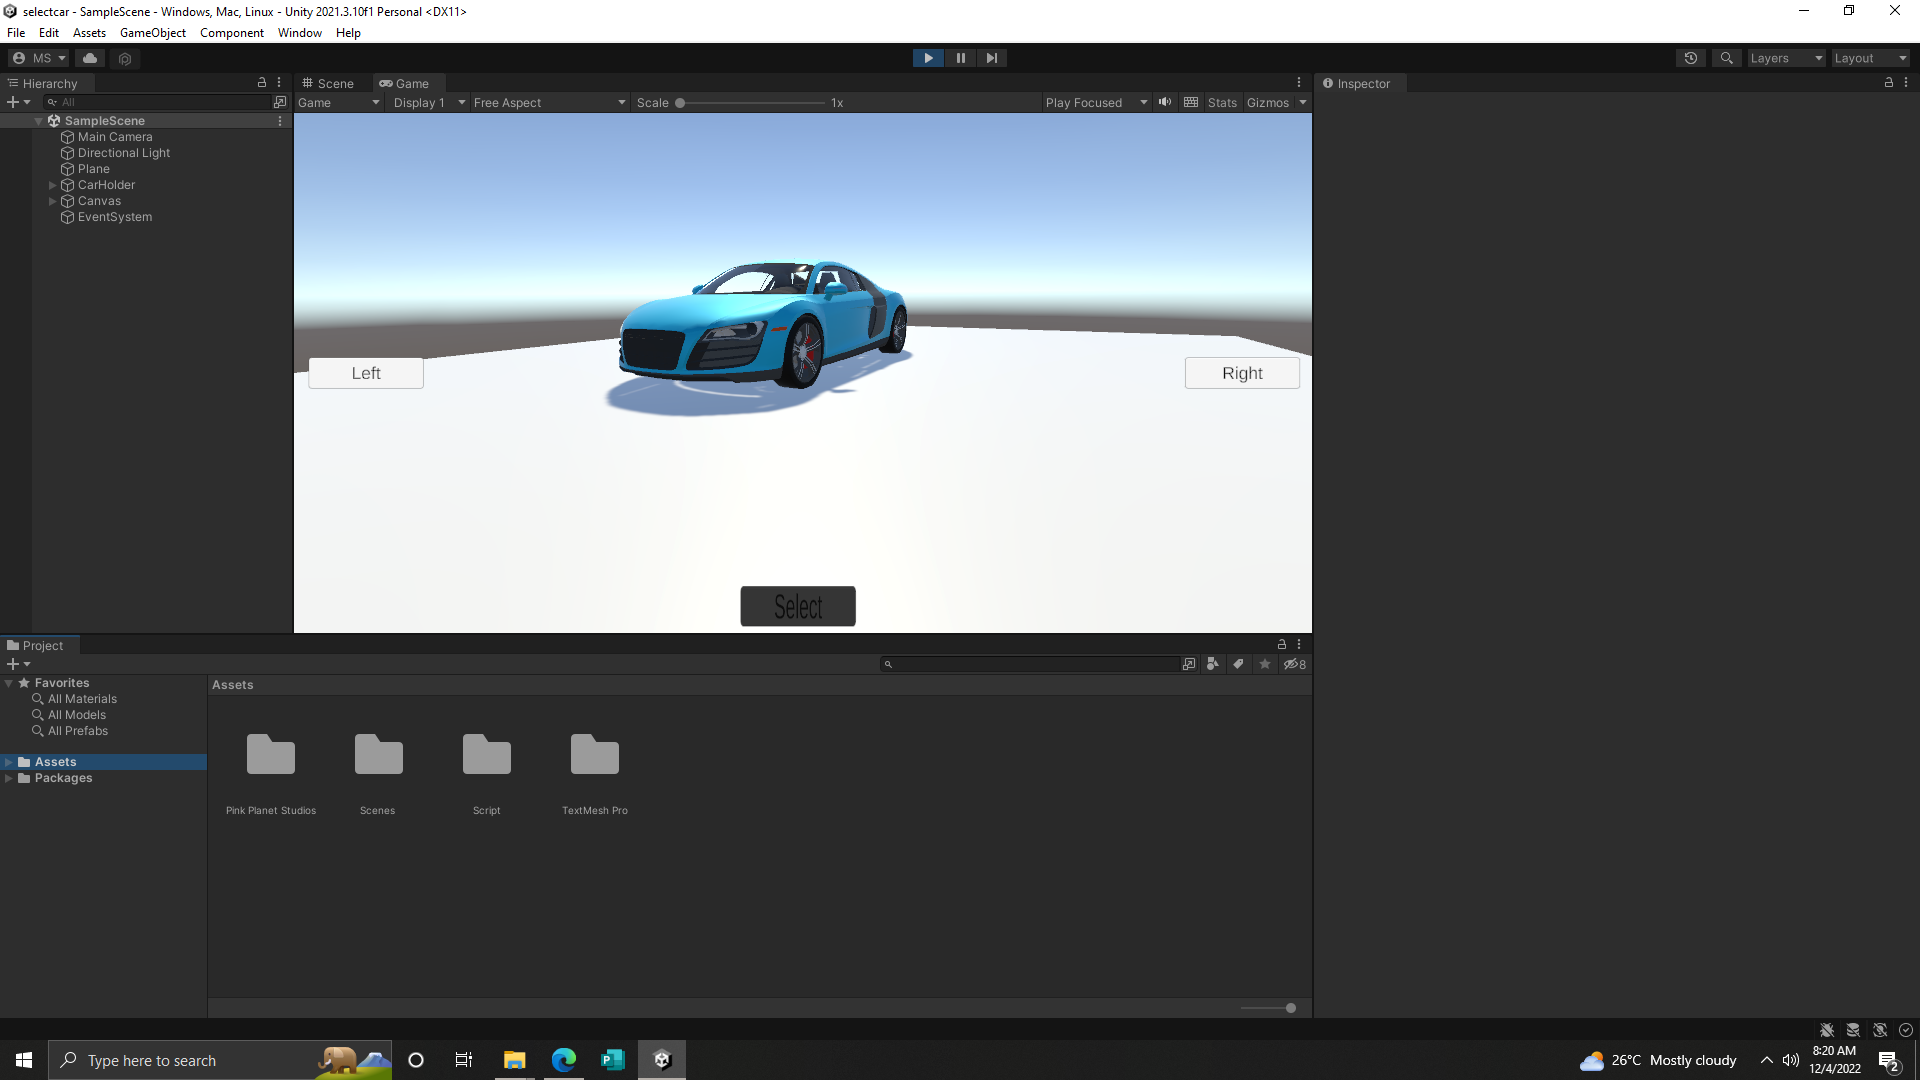 selectcar - SampleScene - Windows, Mac, Linux - Unity 2021.3.10f1 Personal <DX11>
File Edit Assets GameObject Component Window Help
MS Layers Layout
Hierarchy Scene Game Inspector
All Game Display 1 Free Aspect Scale 1x Play Focused Stats Gizmos
SampleScene
Main Camera
Directional Light
Plane
CarHolder
Canvas
EventSystem
Left Right
Select
Project
8
Favorites Assets
All Materials
All Models
All Prefabs
Assets
Packages
Pink Planet Studios Scenes Script TextMesh Pro
Type here to search
26°C Mostly cloudy
8:20 AM
12/4/2022
2